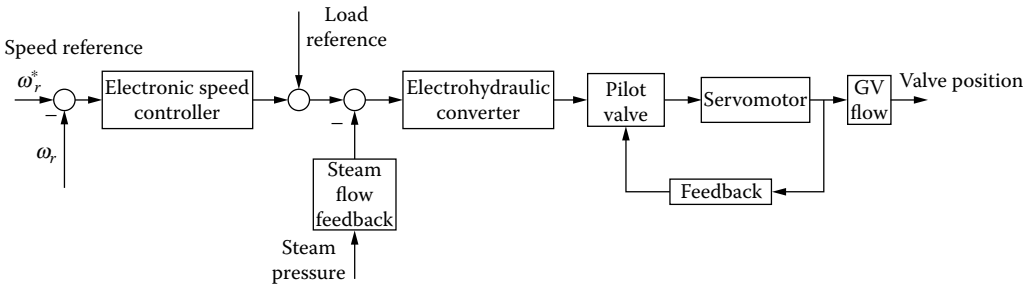 Load
reference
Speed reference
ω*r
Electronic speed
controller
Electrohydraulic
converter
Pilot
valve
Servomotor
GV
flow
Valve position
−
−
ωr
Steam
flow
feedback
Feedback
Steam
pressure